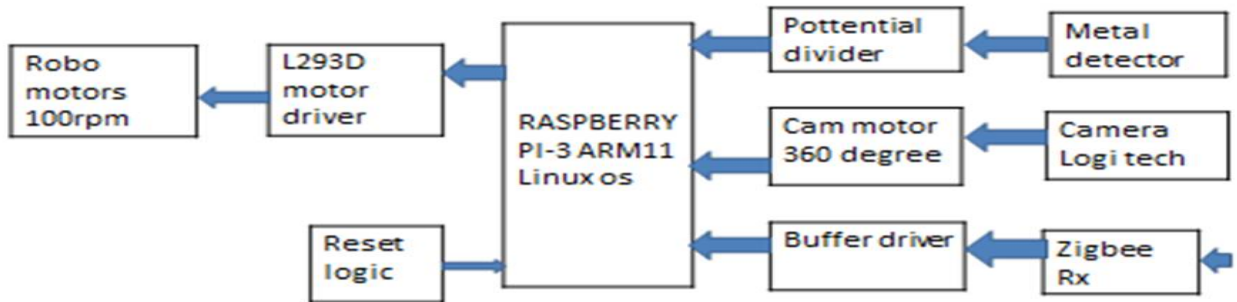 Robo
motors
100rpm
L293D
motor
driver
RASPBERRY
PI-3 ARM11
Linux os
Pottential
divider
Metal
detector
Cam motor
360 degree
Camera
Logi tech
Reset
logic
Buffer driver
Zigbee
Rx